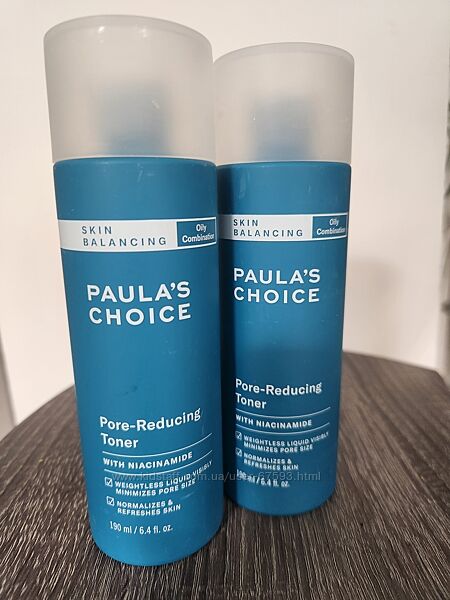 SKIN
BALANCING
Oily
Combination
PAULA'S
CHOICE
Pore-Reducing
Toner
WITH NIACINAMIDE
WEIGHTLESS LIQUID VISIBLY
MINIMIZES PORE SIZE
NORMALIZES &
REFRESHES SKIN
190 ml / 6.4 fl. oz.
SKIN
BALANCING
Oily
Combination
PAULA'S
CHOICE
Pore-Reducing
Toner
WITH NIACINAMIDE
WEIGHTLESS LIQUID VISIBLY
MINIMIZES PORE SIZE
NORMALIZES &
REFRESHES SKIN
6.4 fl. oz.